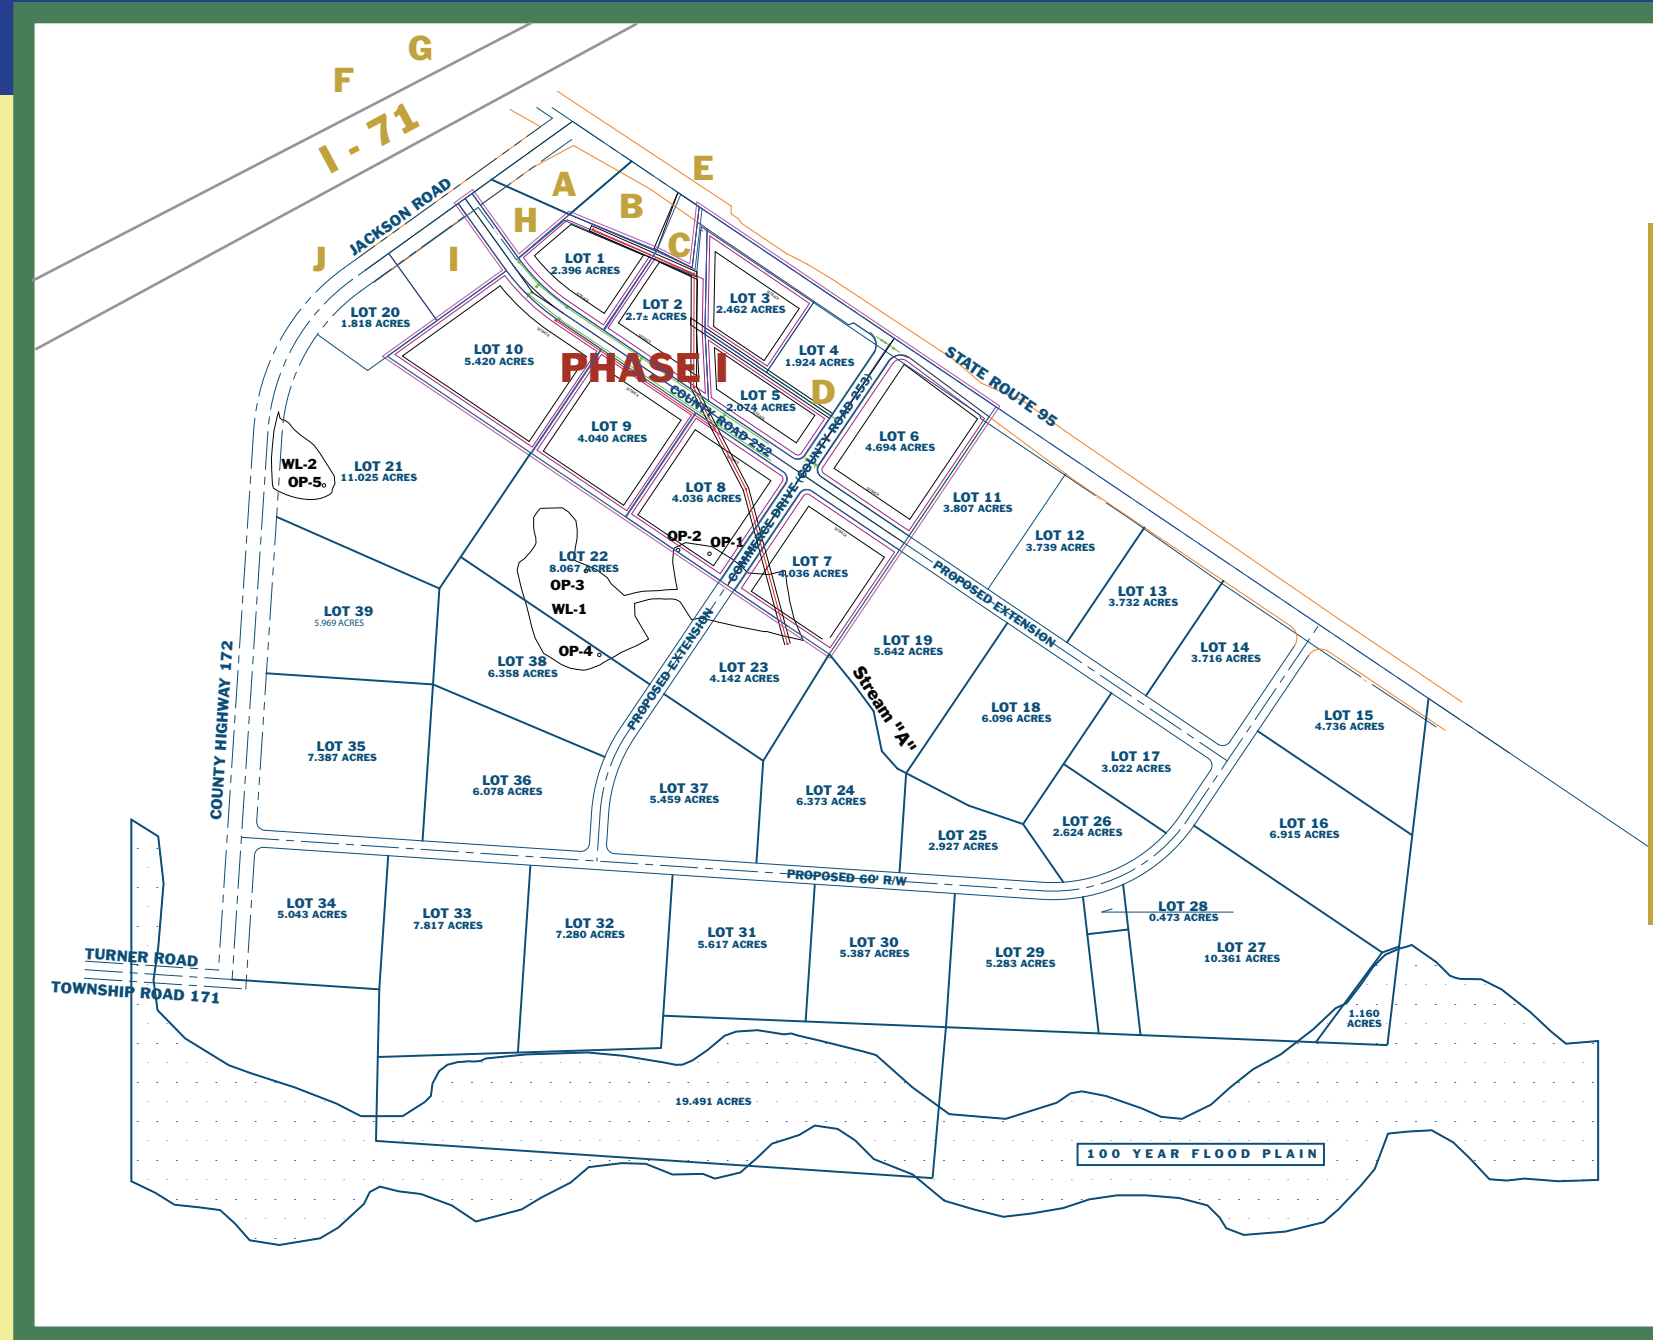 G
F
I - 71
E
A
B
JACKSON ROAD
H
C
J
I
LOT 1
2.396 ACRES
LOT 2
2.7± ACRES
LOT 3
2.462 ACRES
LOT 20
1.818 ACRES
LOT 10
5.420 ACRES
PHASE I
LOT 4
1.924 ACRES
D
STATE ROUTE 95
LOT 5
2.074 ACRES
COUNTY ROAD 252
COMMERCE DRIVE (COUNTY ROAD 253)
LOT 9
4.040 ACRES
LOT 6
4.694 ACRES
WL-2
OP-5
LOT 21
11.025 ACRES
LOT 8
4.036 ACRES
LOT 11
3.807 ACRES
OP-2
OP-1
LOT 12
3.739 ACRES
LOT 22
8.067 ACRES
OP-3
WL-1
LOT 7
4.036 ACRES
PROPOSED EXTENSION
LOT 13
3.732 ACRES
LOT 39
5.969 ACRES
LOT 19
5.642 ACRES
LOT 14
3.716 ACRES
OP-4
LOT 38
6.358 ACRES
PROPOSED EXTENSION
LOT 23
4.142 ACRES
Stream "A"
LOT 18
6.096 ACRES
LOT 15
4.736 ACRES
COUNTY HIGHWAY 172
LOT 35
7.387 ACRES
LOT 17
3.022 ACRES
LOT 36
6.078 ACRES
LOT 37
5.459 ACRES
LOT 24
6.373 ACRES
LOT 26
2.624 ACRES
LOT 16
6.915 ACRES
LOT 25
2.927 ACRES
PROPOSED 60' R/W
LOT 34
5.043 ACRES
LOT 33
7.817 ACRES
LOT 32
7.280 ACRES
LOT 31
5.617 ACRES
LOT 30
5.387 ACRES
LOT 29
5.283 ACRES
LOT 28
0.473 ACRES
LOT 27
10.361 ACRES
TURNER ROAD
TOWNSHIP ROAD 171
1.160
ACRES
19.491 ACRES
100 YEAR FLOOD PLAIN